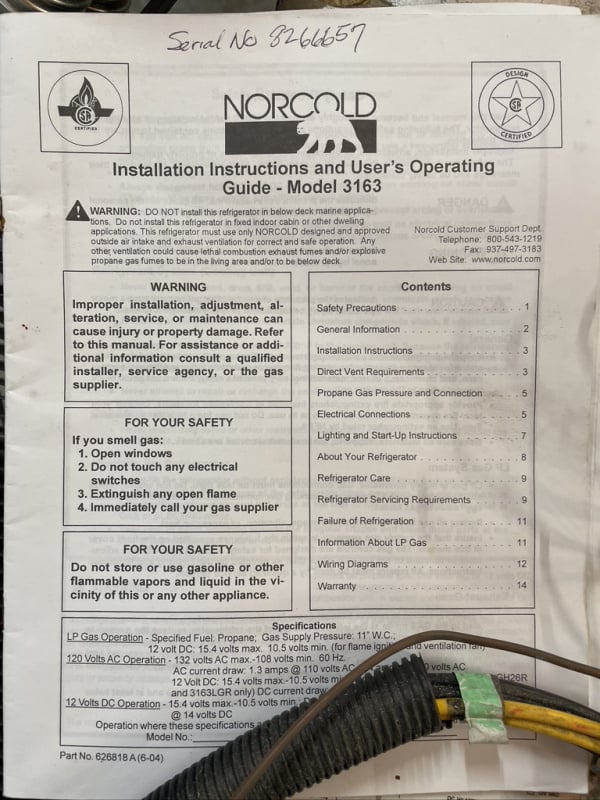 Serial No 8266657
CERTIFIED
NORCOLD
DESIGN
CERTIFIED
Installation Instructions and User's Operating
Guide - Model 3163
WARNING: DO NOT install this refrigerator in below deck marine applica-
tions. Do not install this refrigerator in fixed indoor cabin or other dwelling
applications. This refrigerator must use only NORCOLD designed and approved
outside air intake and exhaust ventilation for correct and safe operation. Any
other ventilation could cause lethal combustion exhaust fumes and/or explosive
propane gas fumes to be in the living area and/or to be below deck.
Norcold Customer Support Dept
Telephone: 800-543-1219
Fax: 937-497-3183
Web Site: www.norcold.com
WARNING
Improper installation, adjustment, al-
teration, service, or maintenance can
cause injury or property damage. Refer
to this manual. For assistance or addi-
tional information consult a qualified
installer, service agency, or the gas
supplier.
FOR YOUR SAFETY
If you smell gas:
1. Open windows
2. Do not touch any electrical
switches
3. Extinguish any open flame
4. Immediately call your gas supplier
FOR YOUR SAFETY
Do not store or use gasoline or other
flammable vapors and liquid in the vi-
cinity of this or any other appliance.
Contents
Safety Precautions . . . . . . . . . . . . . . . . . . 1
General Information . . . . . . . . . . . . . . . . . 2
Installation Instructions . . . . . . . . . . . . . . . 3
Direct Vent Requirements . . . . . . . . . . . . . . 3
Propane Gas Pressure and Connection . . . . . 5
Electrical Connections . . . . . . . . . . . . . . . . 5
Lighting and Start-Up Instructions . . . . . . . . 7
About Your Refrigerator . . . . . . . . . . . . . . . 8
Refrigerator Care . . . . . . . . . . . . . . . . . . . 9
Refrigerator Servicing Requirements . . . . . . 9
Failure of Refrigeration . . . . . . . . . . . . . . . 11
Information About LP Gas . . . . . . . . . . . . . 11
Wiring Diagrams . . . . . . . . . . . . . . . . . . . 12
Warranty . . . . . . . . . . . . . . . . . . . . . . . . 14
Specifications
LP Gas Operation - Specified Fuel: Propane; Gas Supply Pressure: 11" W.C.;
12 volt DC: 15.4 volts max. 10.5 volts min. (for flame ignit and ventilation fan)
120 Volts AC Operation - 132 volts AC max.-108 volts min. 60 Hz.
AC current draw: 1.3 amps @ 110 volts AC 0 volts AC
12 Volt DC: 15.4 volts max.-10.5 volts GH26R
and 3163LGR only) DC current draw
12 Volts DC Operation - 15.4 volts max.-10.5 volts min.
@ 14 volts DC
Operation where these specifications
Model No.:
Part No. 626818 A (6-04)